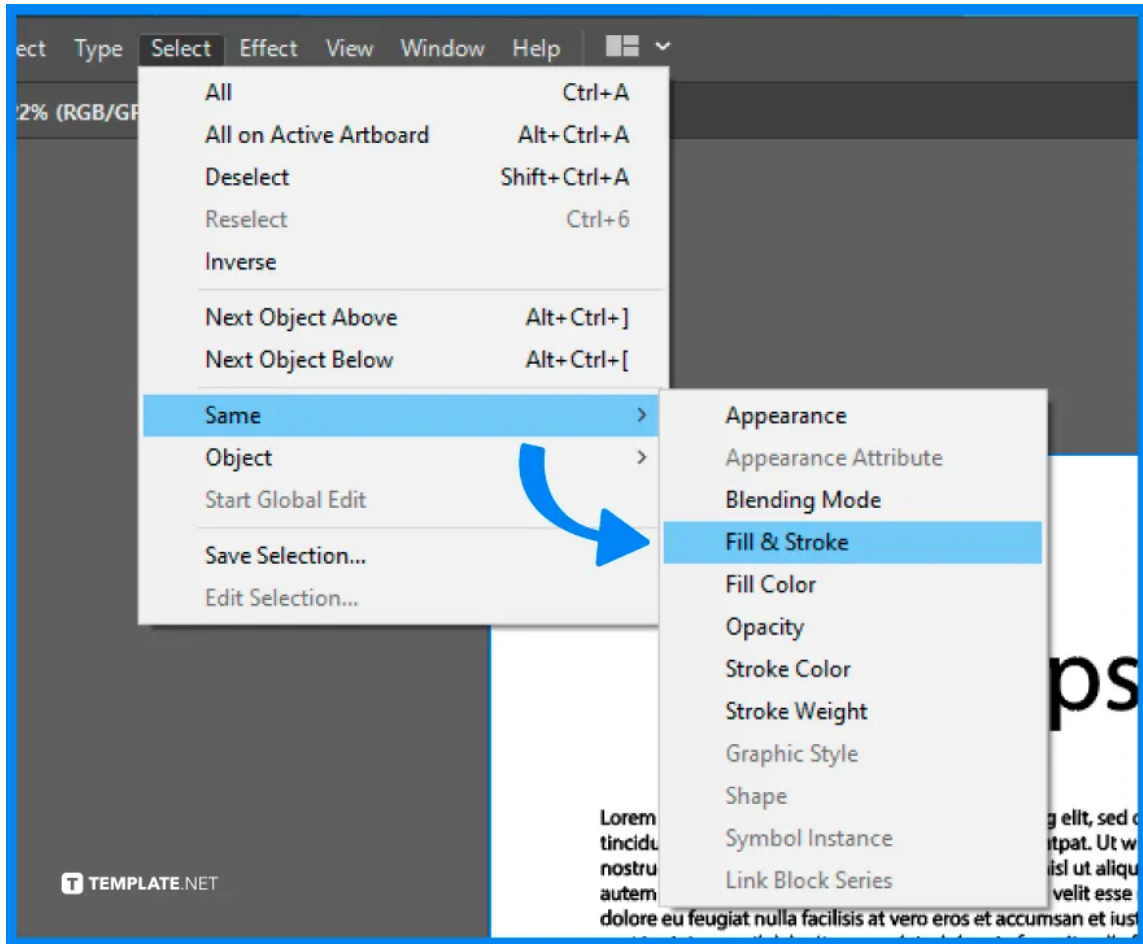 ect Type Select Effect View Window Help
22% (RGB/GP
All Ctrl+A
All on Active Artboard Alt+Ctrl+A
Deselect Shift+Ctrl+A
Reselect Ctrl+6
Inverse
Next Object Above Alt+Ctrl+]
Next Object Below Alt+Ctrl+[
Same >
Object >
Start Global Edit
Save Selection...
Edit Selection...
Appearance
Appearance Attribute
Blending Mode
Fill & Stroke
Fill Color
Opacity
Stroke Color
Stroke Weight
Graphic Style
Shape
Symbol Instance
Link Block Series
ps
Lorem g elit, sed
tincidu tpat. Ut w
nostru isl ut aliqu
autem velit esse
dolore eu feugiat nulla facilisis at vero eros et accumsan et iust
T TEMPLATE.NET